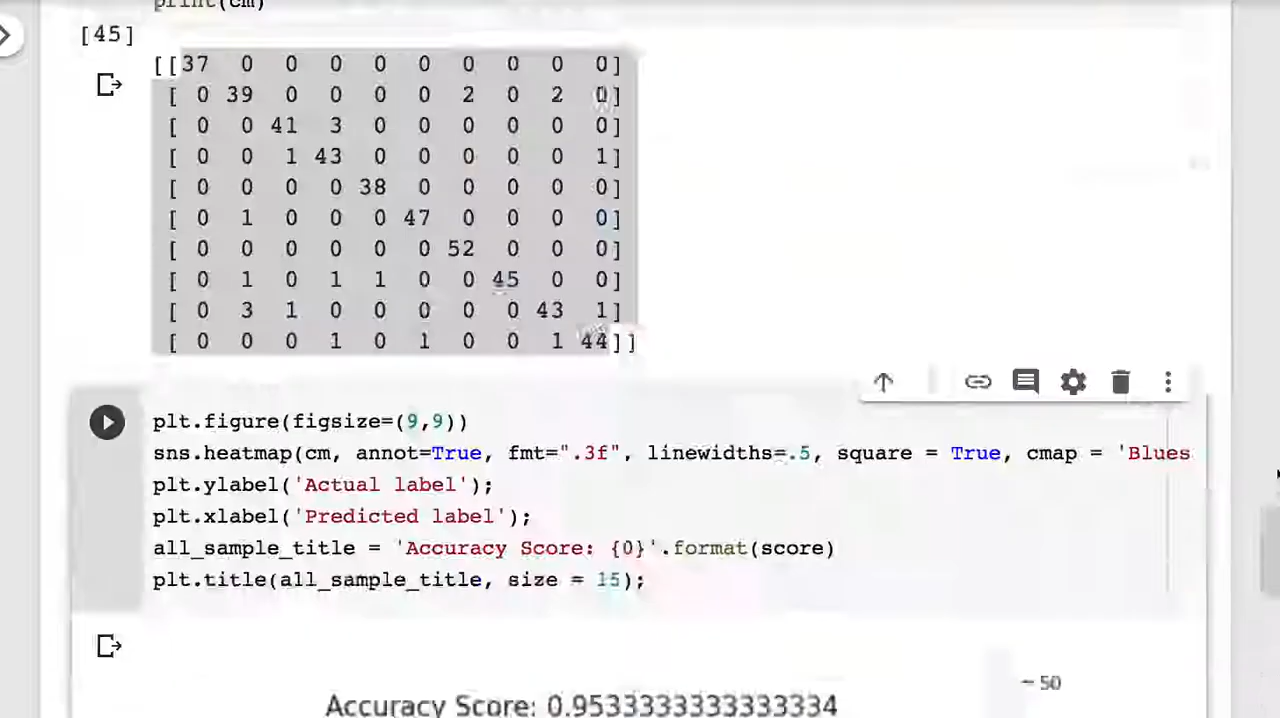 print(cm)
[45]
[[37 0 0 0 0 0 0 0 0 0]
[ 0 39 0 0 0 0 2 0 2 0]
[ 0 0 41 3 0 0 0 0 0 0]
[ 0 0 1 43 0 0 0 0 0 1]
[ 0 0 0 0 38 0 0 0 0 0]
[ 0 1 0 0 0 47 0 0 0 0]
[ 0 0 0 0 0 0 52 0 0 0]
[ 0 1 0 1 1 0 0 45 0 0]
[ 0 3 1 0 0 0 0 0 43 1]
[ 0 0 0 1 0 1 0 0 1 44]]
plt.figure(figsize=(9,9))
sns.heatmap(cm, annot=True, fmt=".3f", linewidths=.5, square = True, cmap = 'Blues
plt.ylabel('Actual label');
plt.xlabel('Predicted label');
all_sample_title = 'Accuracy Score: {0}'.format(score)
plt.title(all_sample_title, size = 15);
Accuracy Score: 0.9533333333333334
50